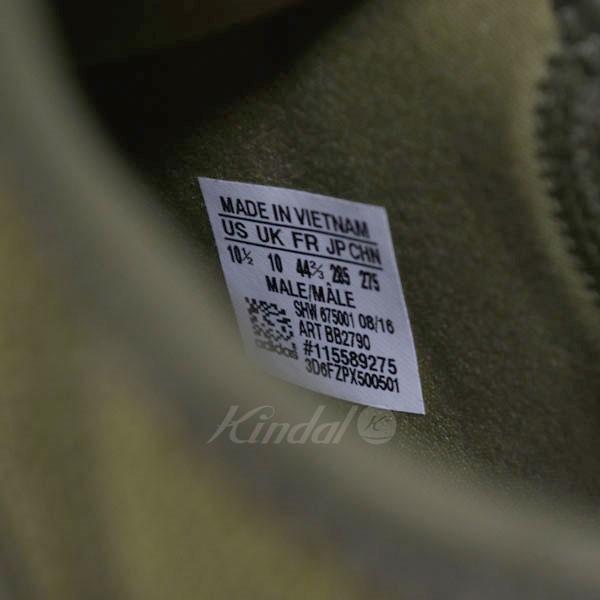 MADE IN VIETNAM
US UK FR JP CHN
10½ 10 44⅔ 285 275
MALE/MÂLE
SHW 675001 08/16
ART BB2790
#115589275
adidas 3D6FZPX500501
Kindal K